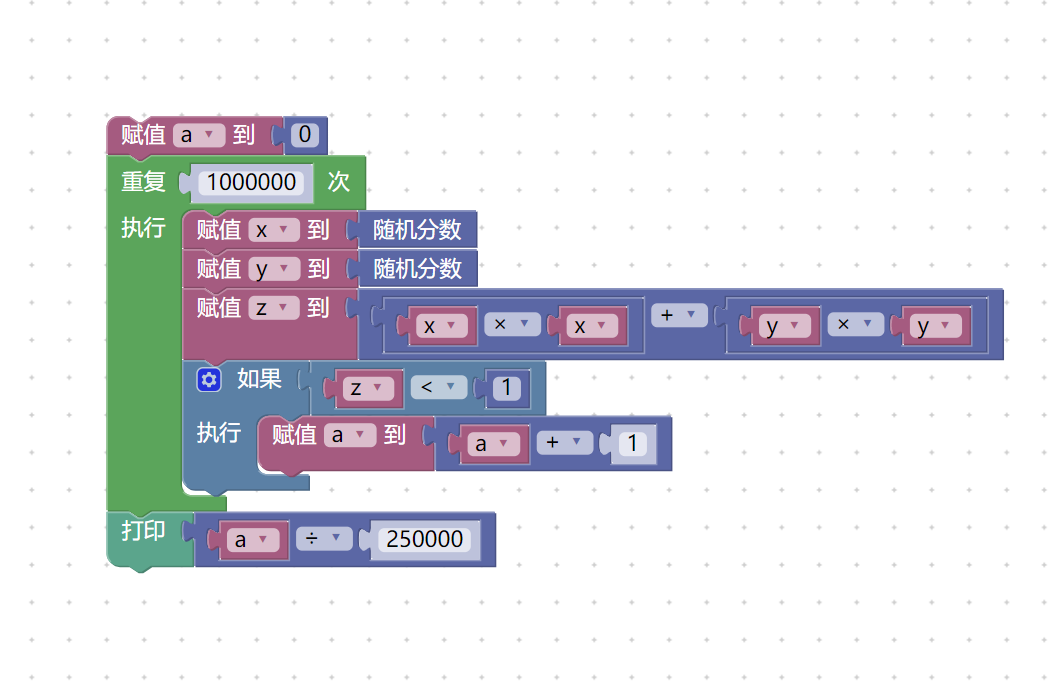 赋值 a 到 0
重复 1000000 次
执行 赋值 x 到 随机分数
赋值 y 到 随机分数
赋值 z 到 x × x + y × y
如果 z < 1
执行 赋值 a 到 a + 1
打印 a ÷ 250000